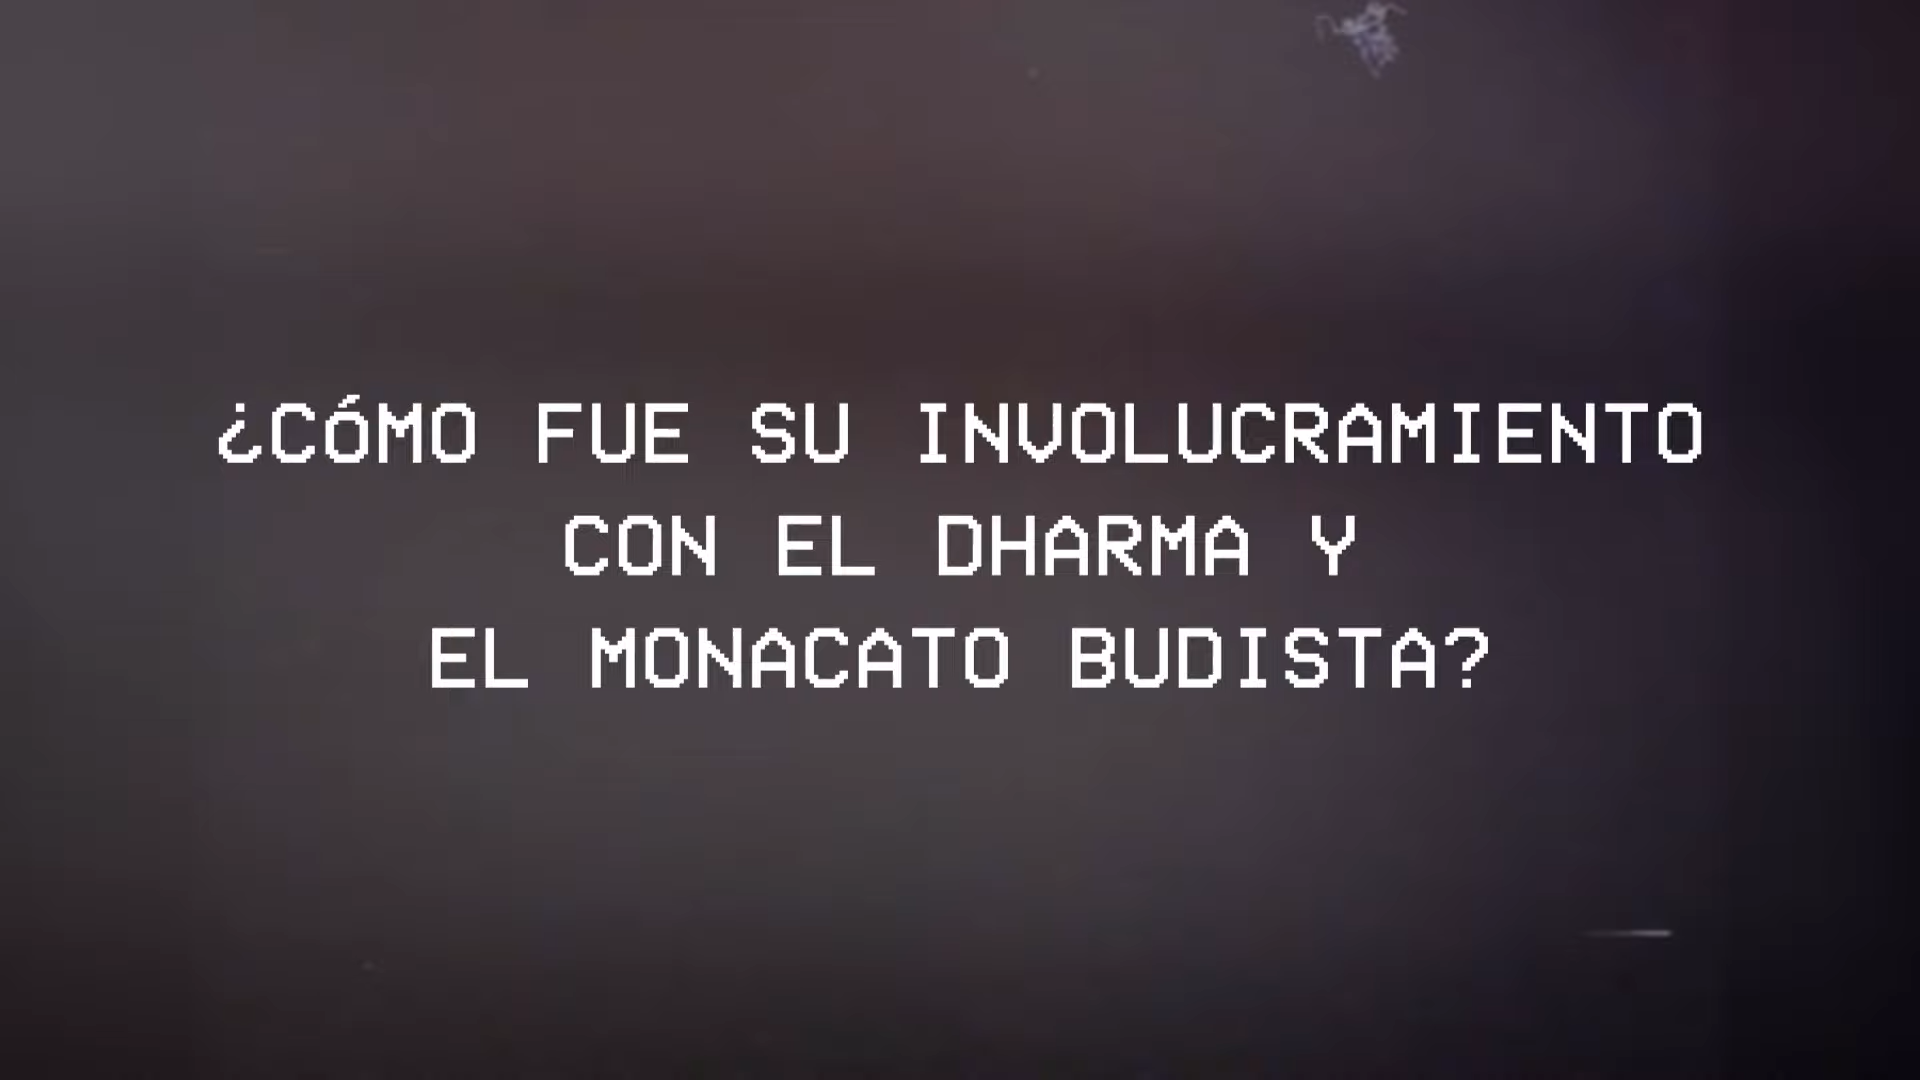 ¿CÓMO FUE SU INVOLUCRAMIENTO
CON EL DHARMA Y
EL MONACATO BUDISTA?